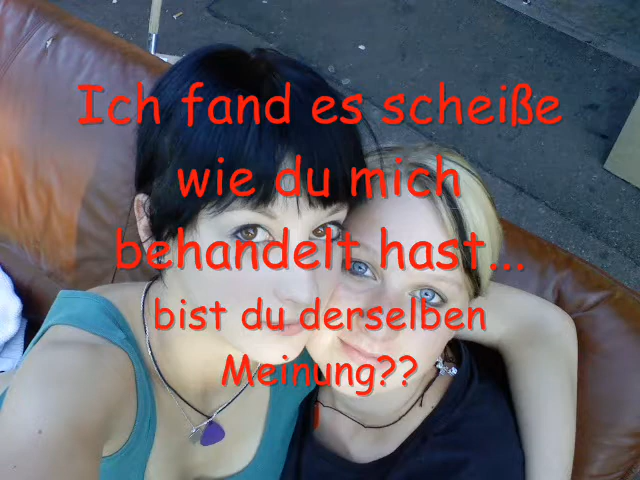 Ich fand es scheiße
wie du mich
behandelt hast...
bist du derselben
Meinung??